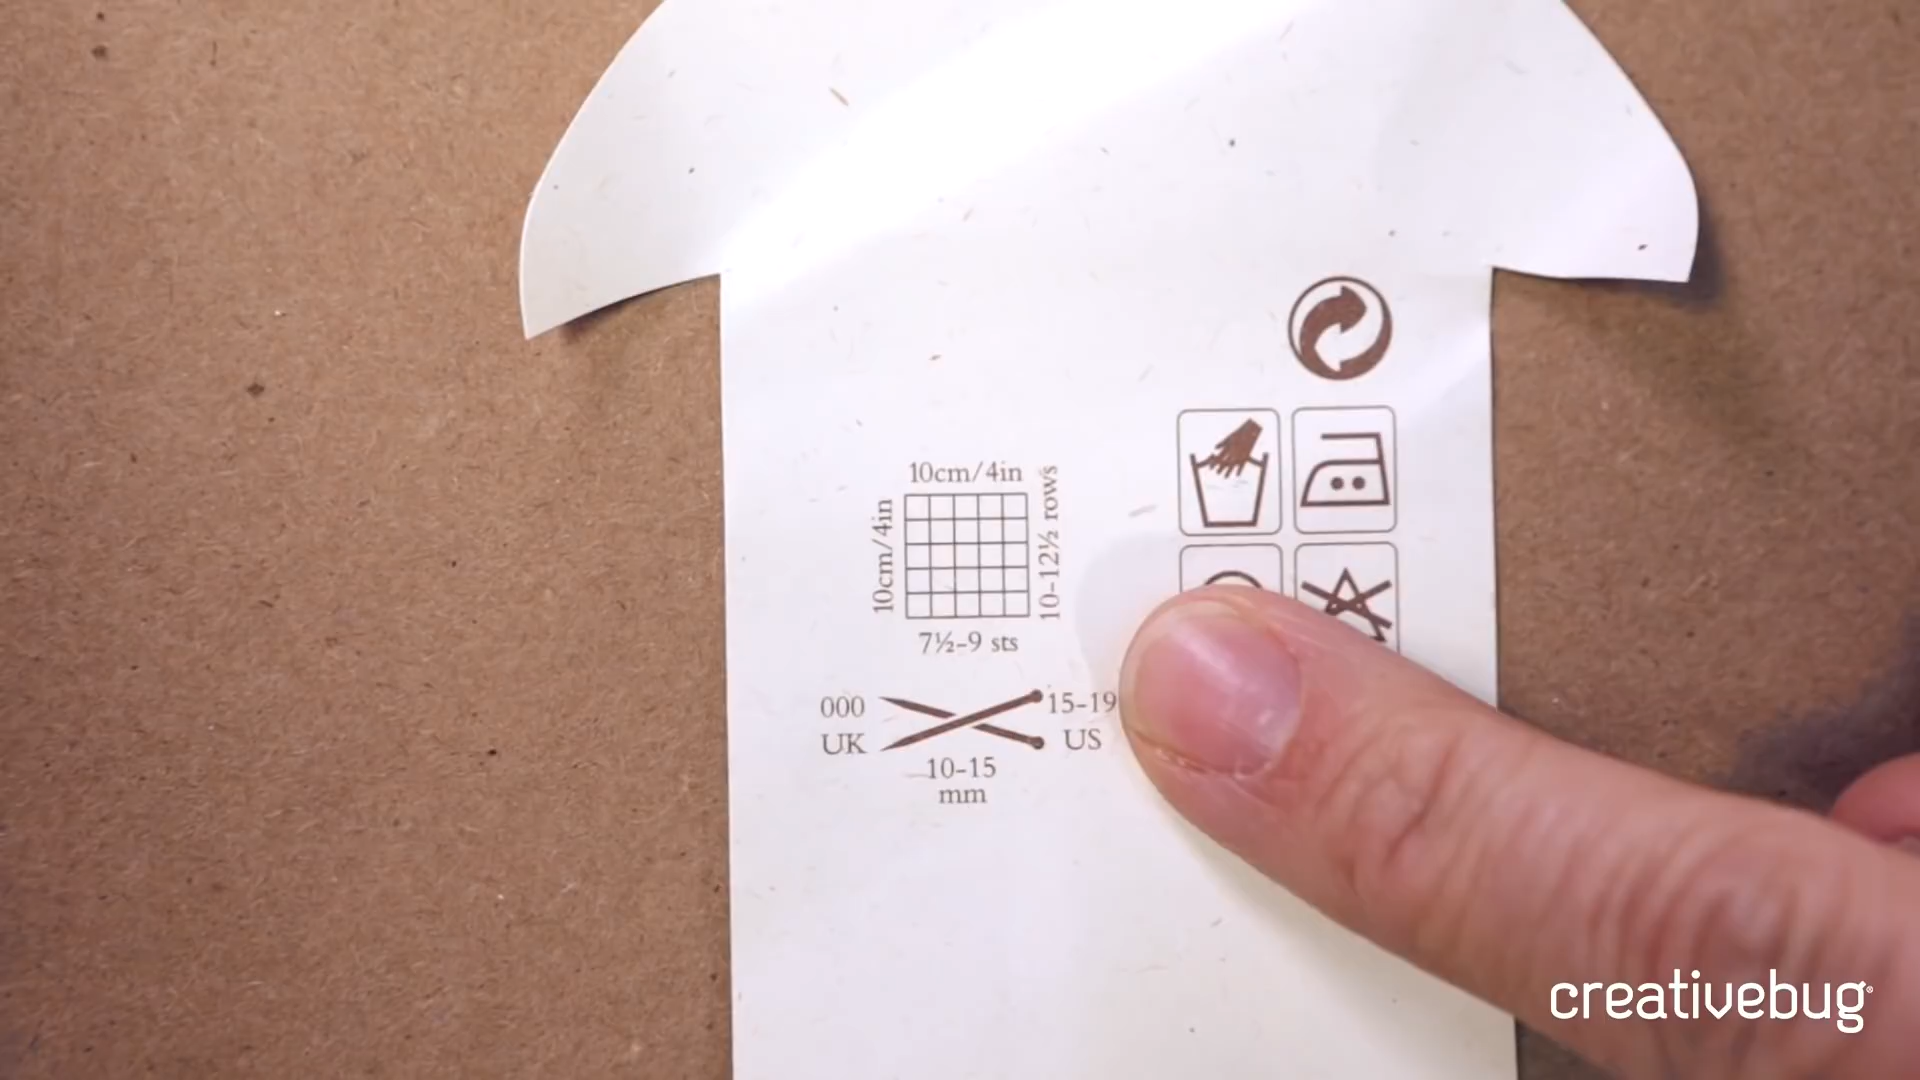 10cm/4in
10cm/4in
10-12½ rows
7½-9 sts
000
UK
15-19
US
10-15
mm
creativebug®